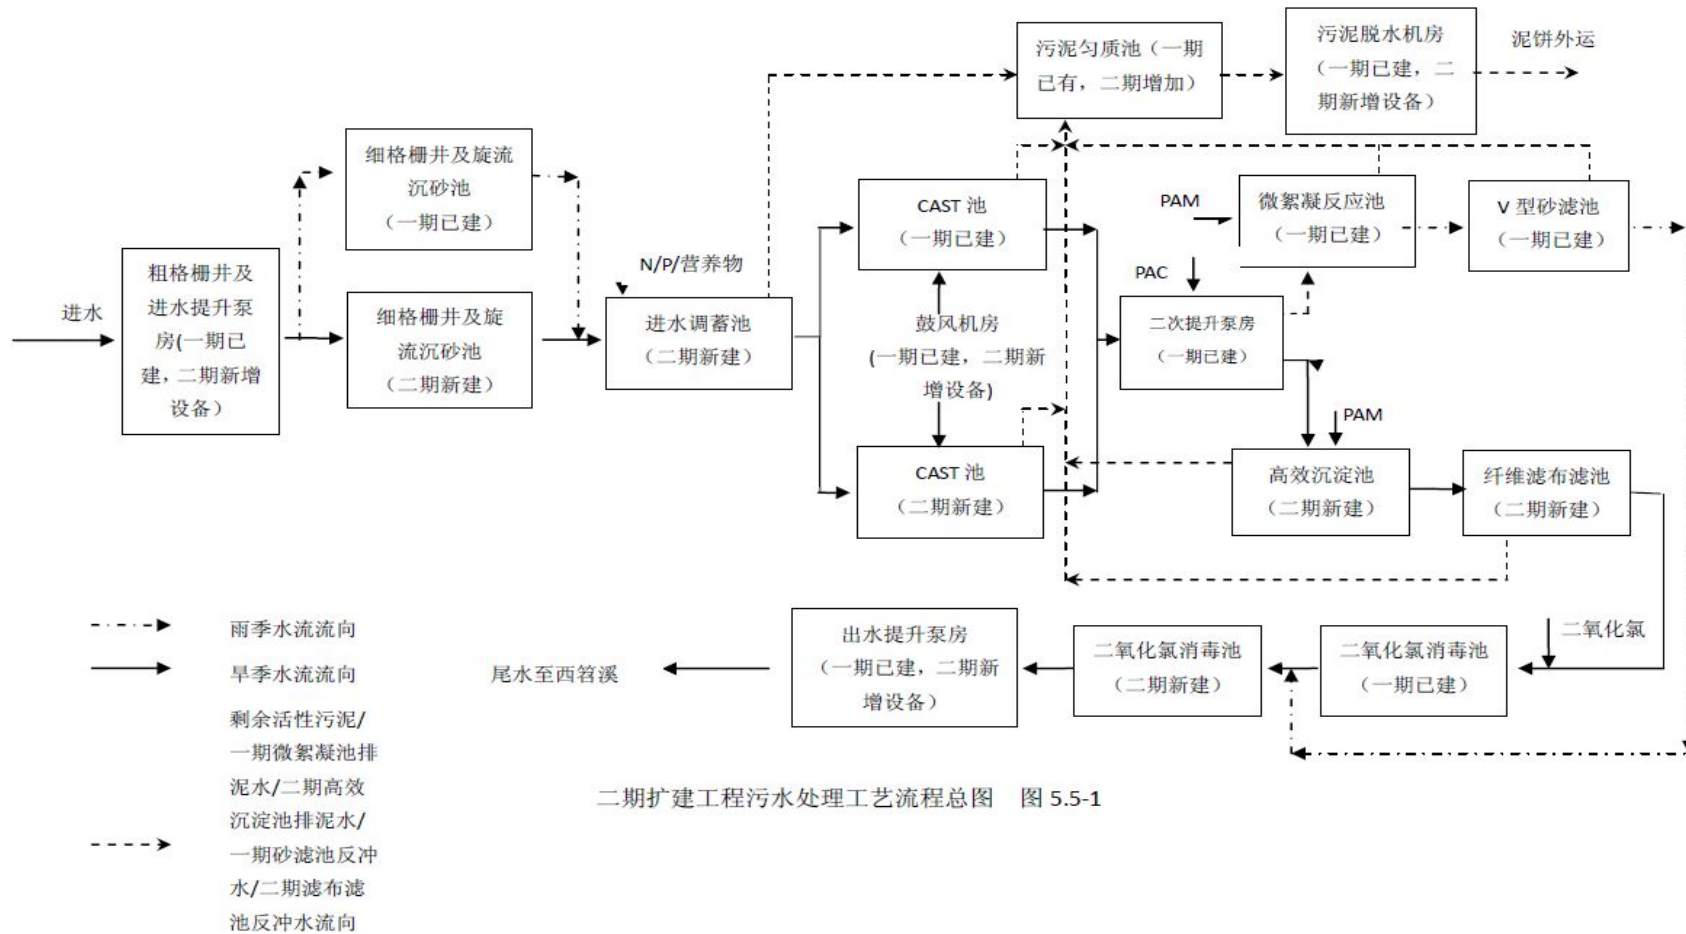 污泥匀质池（一期
已有，二期增加）
污泥脱水机房
（一期已建，二
期新增设备）
泥饼外运
细格栅井及旋流
沉砂池
（一期已建）
粗格栅井及
进水提升泵
房(一期已
建，二期新增
设备）
进水
细格栅井及旋
流沉砂池
（二期新建）
N/P/营养物
进水调蓄池
（二期新建）
CAST 池
（一期已建）
鼓风机房
(一期已建，二期新
增设备)
CAST 池
（二期新建）
PAM
微絮凝反应池
（一期已建）
V 型砂滤池
（一期已建）
PAC
二次提升泵房
（一期已建）
PAM
高效沉淀池
（二期新建）
纤维滤布滤池
（二期新建）
二氧化氯
二氧化氯消毒池
（一期已建）
二氧化氯消毒池
（二期新建）
出水提升泵房
（一期已建，二期新
增设备）
尾水至西苕溪
雨季水流流向
旱季水流流向
剩余活性污泥/
一期微絮凝池排
泥水/二期高效
沉淀池排泥水/
一期砂滤池反冲
水/二期滤布滤
池反冲水流向
二期扩建工程污水处理工艺流程总图 图 5.5-1